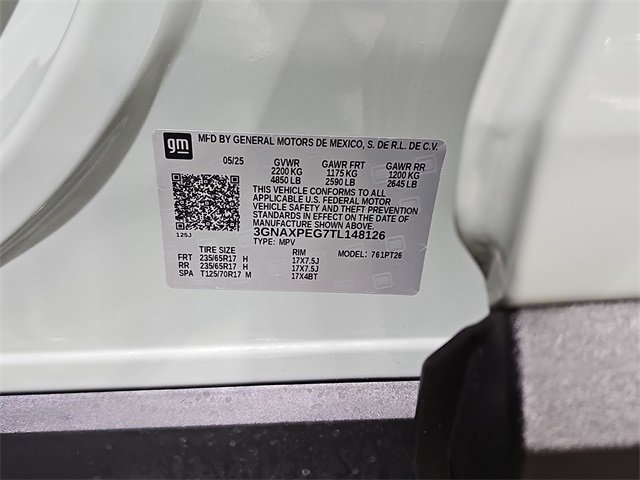 gm MFD BY GENERAL MOTORS DE MEXICO, S. DE R.L. DE C.V.
05/25 GVWR GAWR FRT GAWR RR
2200 KG 1175 KG 1200 KG
4850 LB 2590 LB 2645 LB
THIS VEHICLE CONFORMS TO ALL
APPLICABLE U.S. FEDERAL MOTOR
VEHICLE SAFETY AND THEFT PREVENTION
STANDARDS IN EFFECT ON THE DATE OF
MANUFACTURE SHOWN ABOVE.
125J 3GNAXPEG7TL148126
TYPE: MPV
TIRE SIZE RIM MODEL: 761PT26
FRT 235/65R17 H 17X7.5J
RR 235/65R17 H 17X7.5J
SPA T125/70R17 M 17X4BT